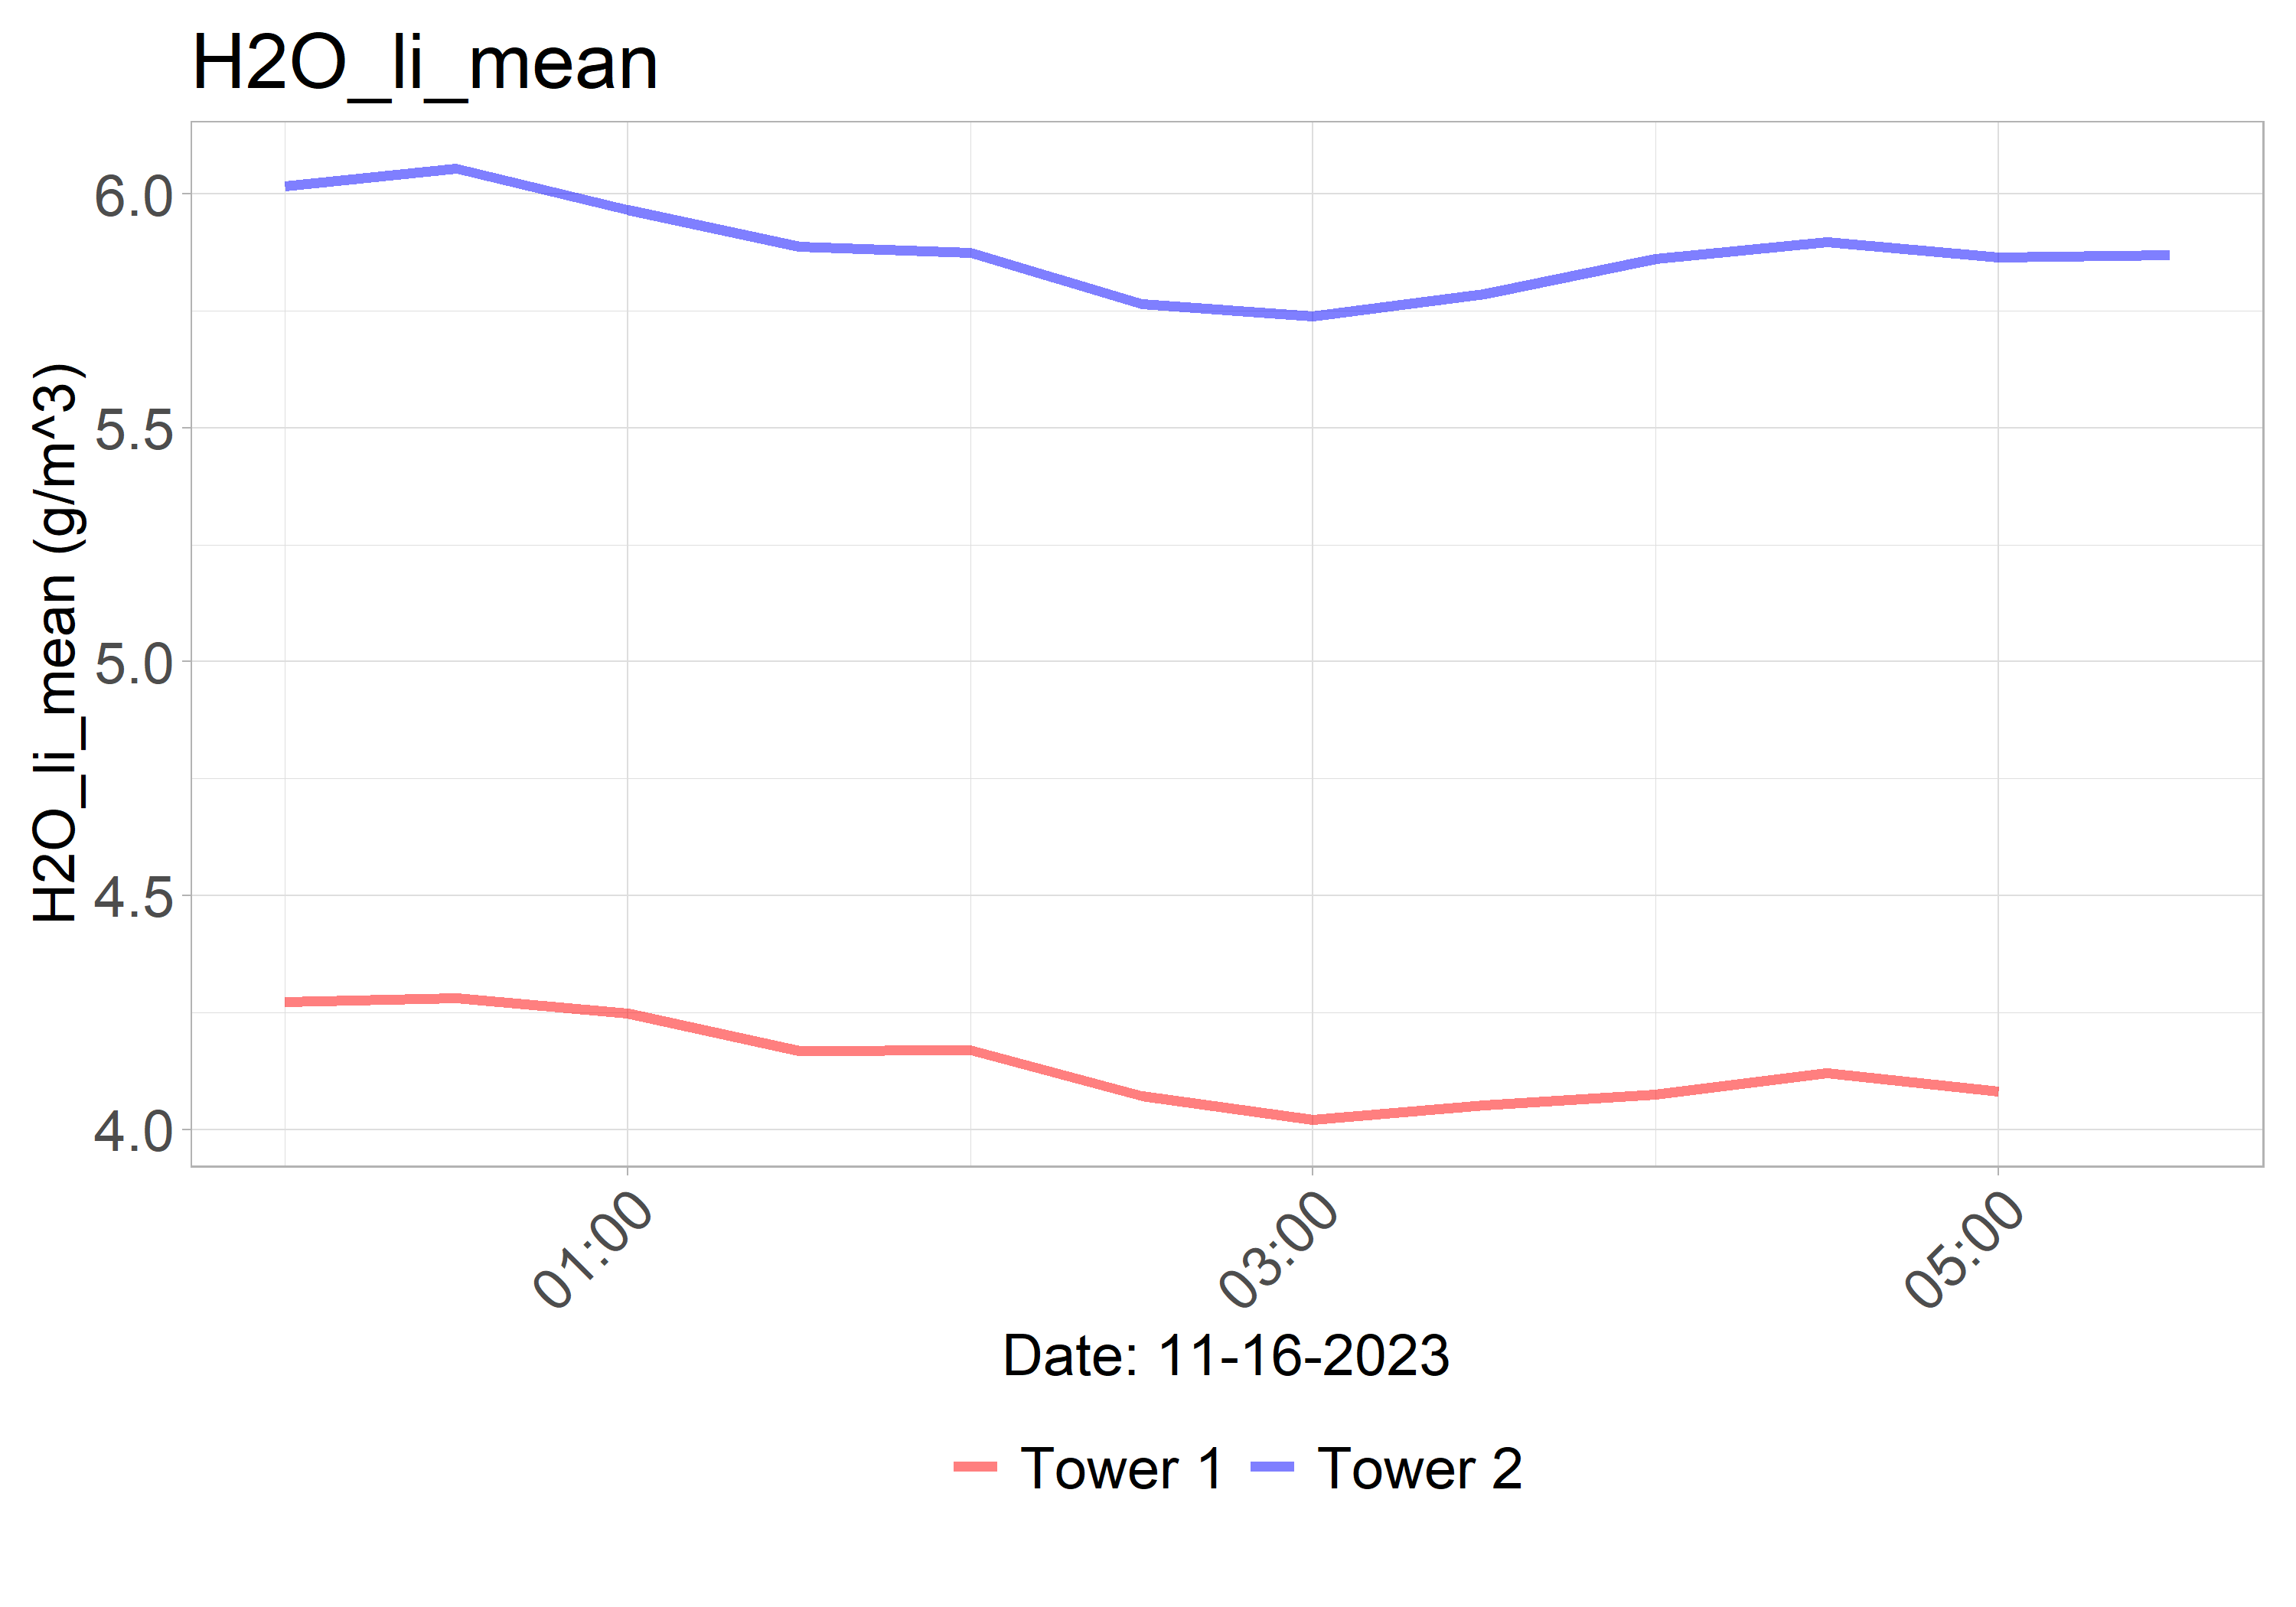 H2O_li_mean
H2O_li_mean (g/m^3)
6.0
5.5
5.0
4.5
4.0
01:00
03:00
05:00
Date: 11-16-2023
Tower 1
Tower 2